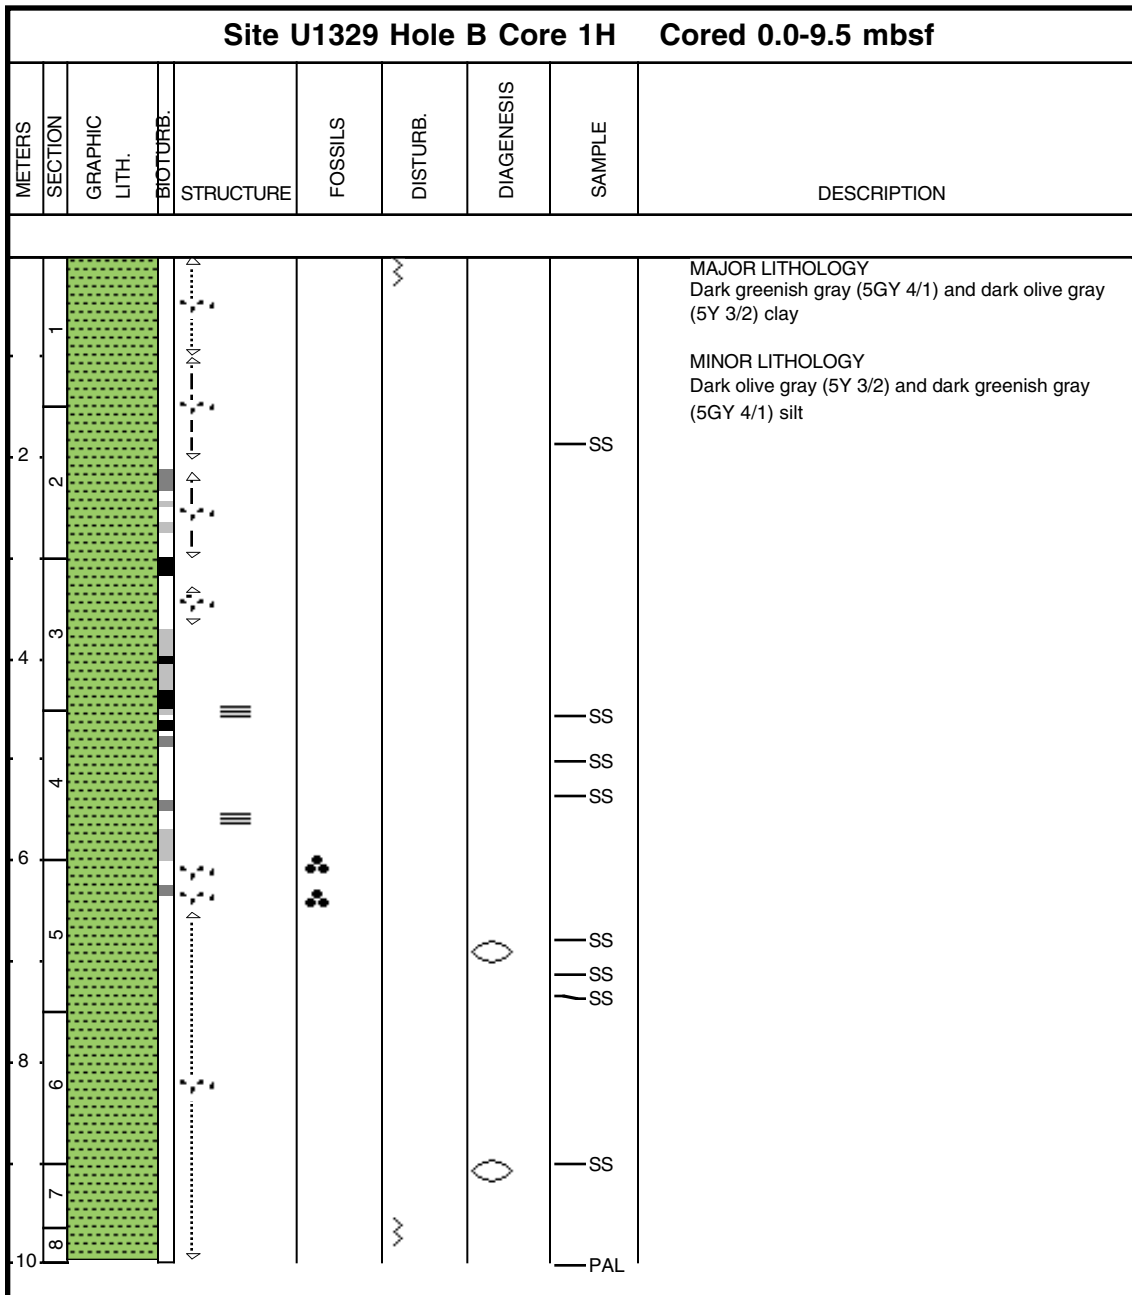 Site U1329 Hole B Core 1H Cored 0.0-9.5 mbsf
METERS
SECTION
GRAPHIC
LITH.
BIOTURB.
STRUCTURE
FOSSILS
DISTURB.
DIAGENESIS
SAMPLE
DESCRIPTION
MAJOR LITHOLOGY
Dark greenish gray (5GY 4/1) and dark olive gray
(5Y 3/2) clay
MINOR LITHOLOGY
Dark olive gray (5Y 3/2) and dark greenish gray
(5GY 4/1) silt
1
SS
2
2
3
4
SS
SS
4
SS
6
5
SS
SS
SS
8
6
SS
7
8
10
PAL